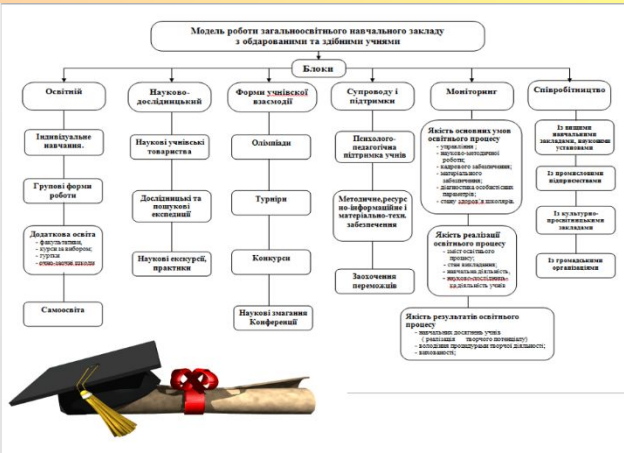 Модель роботи загальноосвітнього навчального закладу
з обдарованими та здібними учнями
Блоки
Освітній
Індивідуальне
навчання.
Групові форми
роботи
Додаткова освіта
- факультативи,
- курси за вибором;
- гуртки
- очно-заочні школи
Самоосвіта
Науково-
дослідницький
Наукові учнівські
товариства
Дослідницькі та
пошукові
експедиції
Наукові екскурсії,
практики
Форми учнівскої
взаємодії
Олімпіади
Турніри
Конкурси
Наукові змагання
Конференції
Супроводу і
підтримки
Психолого-
педагогічна
підтримка учнів
Методичне,ресурс
но-інформаційне і
матеріально-техн.
забезпечення
Заохочення
переможців
Моніторинг
Якість основних умов
освітнього процесу
- управління ;
- науково-методичної
роботи;
- кадрового забезпечення;
- матеріального
забезпечення;
- діагностика особистісних
параметрів;
- стану здоров'я школярів.
Якість реалізації
освітнього процесу
- зміст освітнього
процесу;
- стан викладання;
- навчальна діяльність,
- науково-дослідниць-
ка діяльність учнів
Якість результатів освітнього
процесу
- навчальних досягнень учнів
( реалізація творчого потенціалу)
- володіння процедурами творчої діяльності;
- вихованості;
Співробітництво
Із вищими
навчальними
закладами, науковими
установами
Із промисловими
підприємствами
Із культурно-
просвітницькими
закладами
Із громадськими
організаціями